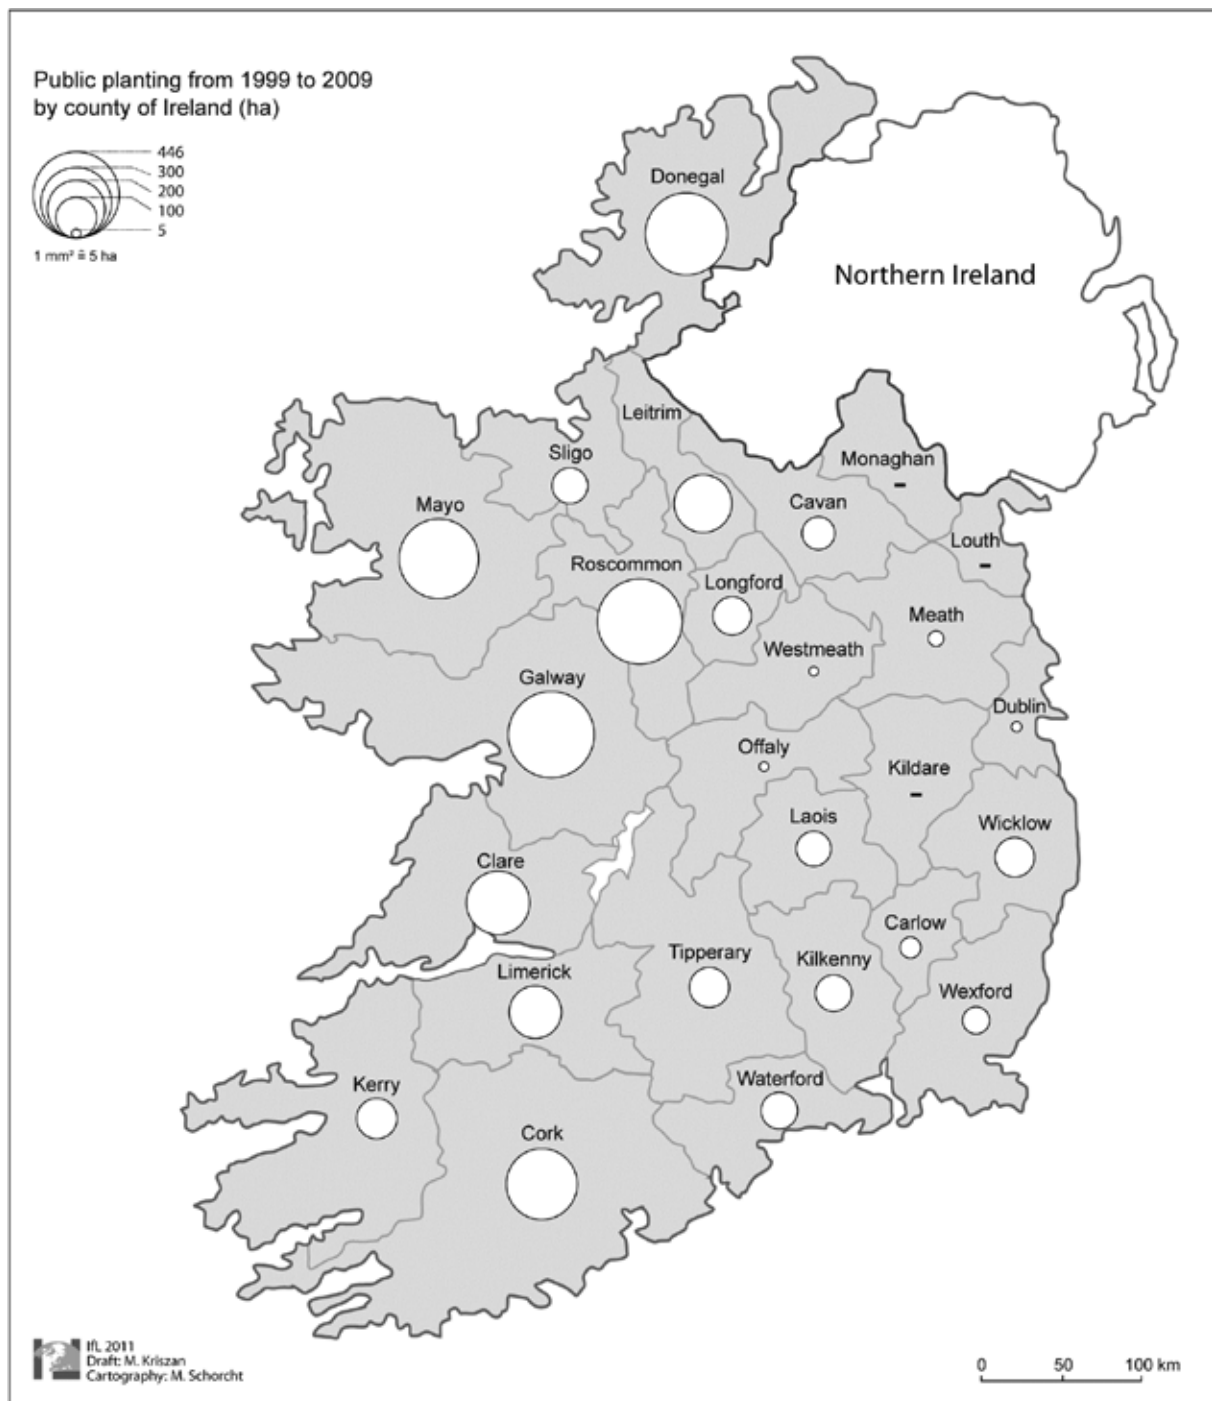 Public planting from 1999 to 2009
by county of Ireland (ha)
446
300
200
100
5
1 mm² ≙ 5 ha
Donegal
Northern Ireland
Leitrim
Sligo
Monaghan
Mayo
Cavan
Louth
Roscommon
Longford
Meath
Westmeath
Galway
Dublin
Offaly
Kildare
Laois
Wicklow
Clare
Carlow
Tipperary
Kilkenny
Limerick
Wexford
Waterford
Kerry
Cork
IfL 2011
Draft: M. Kriszan
Cartography: M. Schorcht
0 50 100 km